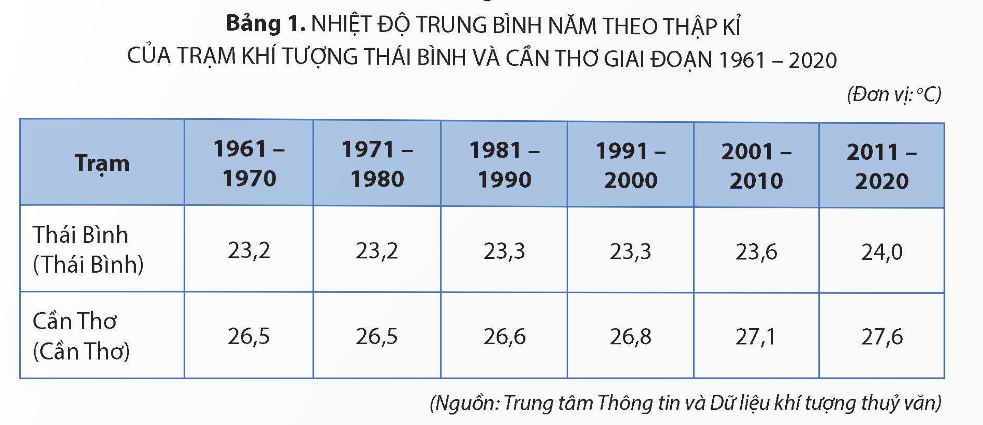 Bảng 1. NHIỆT ĐỘ TRUNG BÌNH NĂM THEO THẬP KỈ
CỦA TRẠM KHÍ TƯỢNG THÁI BÌNH VÀ CẦN THƠ GIAI ĐOẠN 1961 – 2020
(Đơn vị: °C)
Trạm 1961 – 1970 1971 – 1980 1981 – 1990 1991 – 2000 2001 – 2010 2011 – 2020
Thái Bình (Thái Bình) 23,2 23,2 23,3 23,3 23,6 24,0
Cần Thơ (Cần Thơ) 26,5 26,5 26,6 26,8 27,1 27,6
(Nguồn: Trung tâm Thông tin và Dữ liệu khí tượng thuỷ văn)